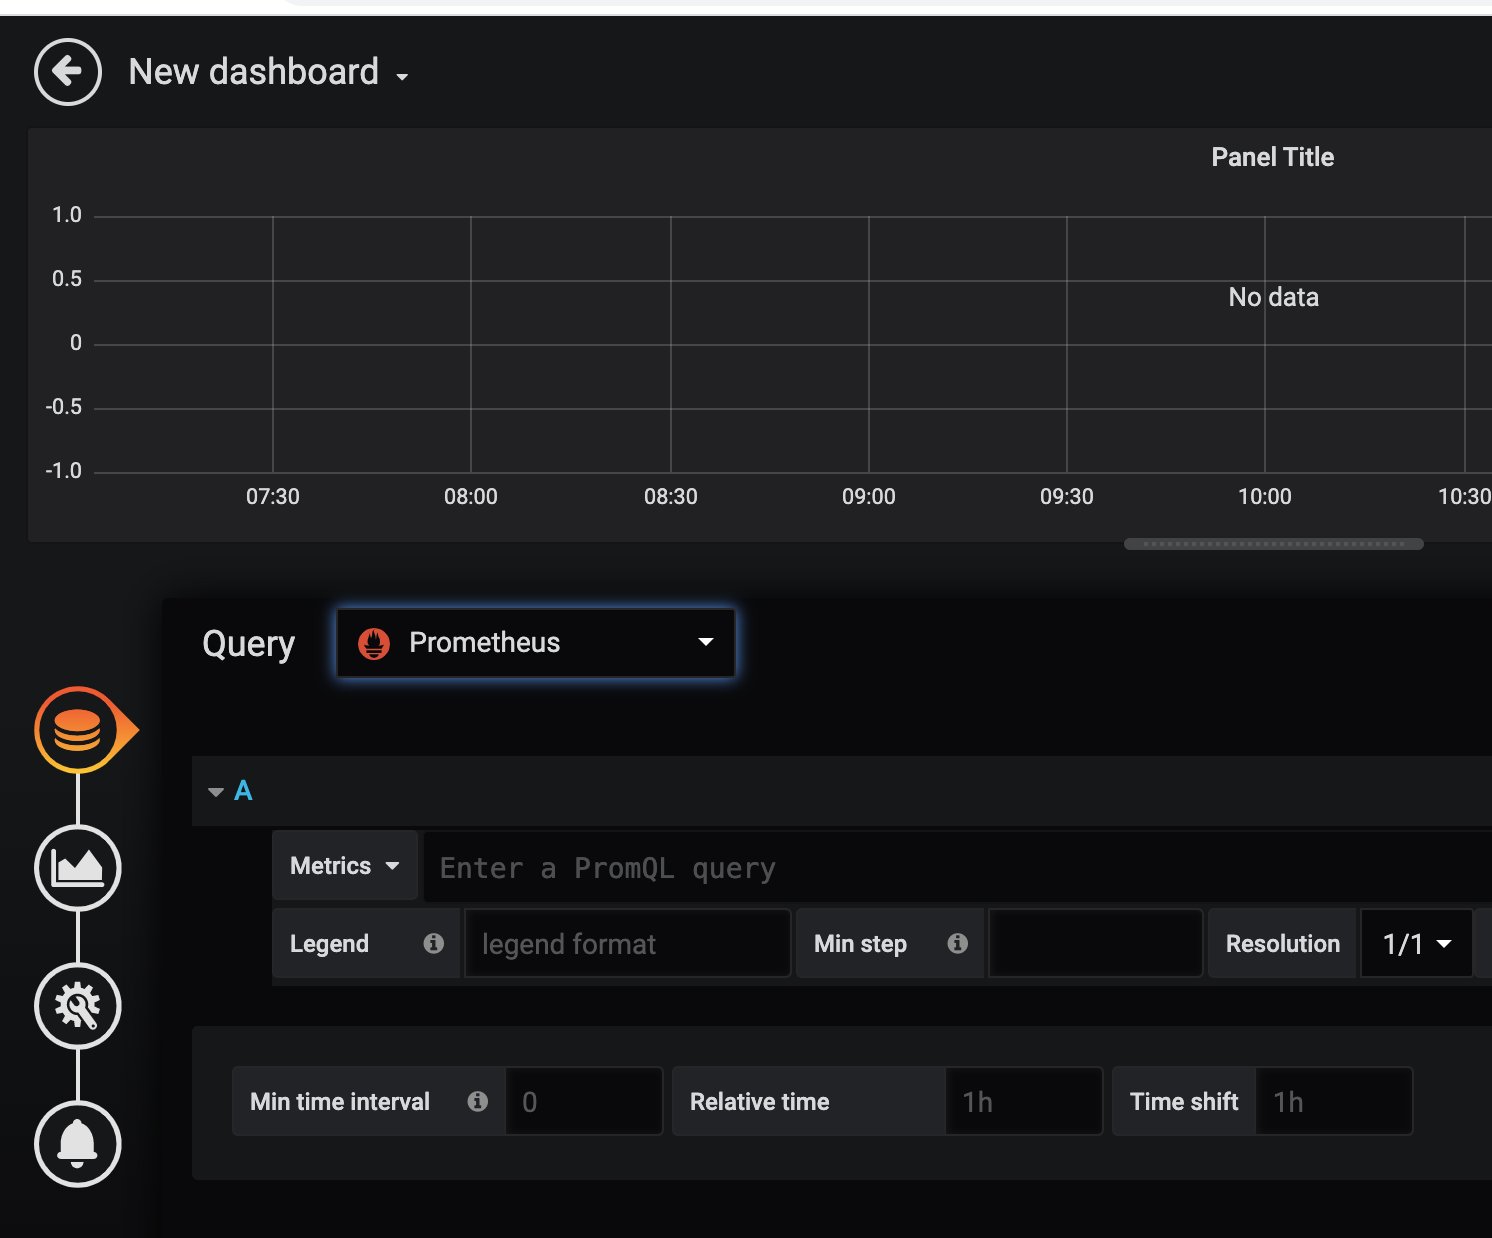 New dashboard
Panel Title
1.0
0.5
No data
0
-0.5
-1.0
07:30 08:00 08:30 09:00 09:30 10:00 10:30
Query Prometheus
A
Metrics Enter a PromQL query
Legend legend format Min step Resolution 1/1
Min time interval 0 Relative time 1h Time shift 1h